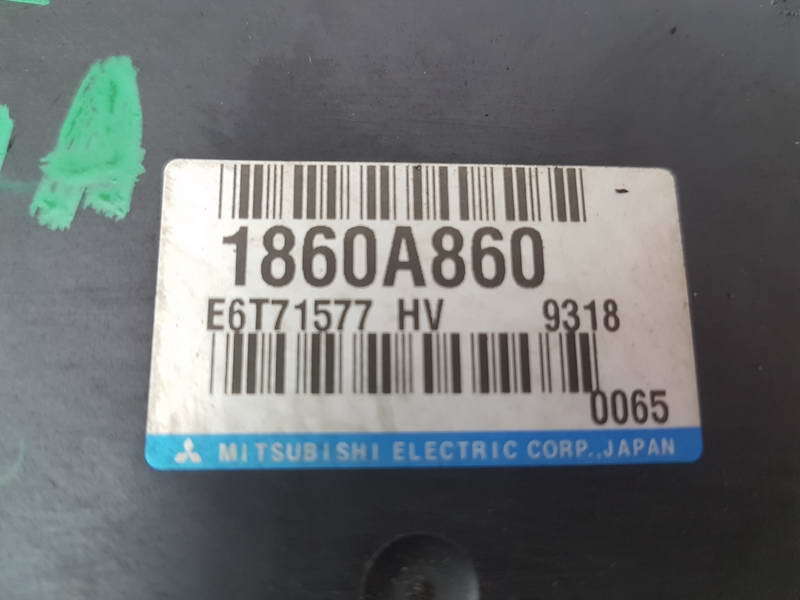 1860A860
E6T71577 HV 9318
0065
MITSUBISHI ELECTRIC CORP., JAPAN